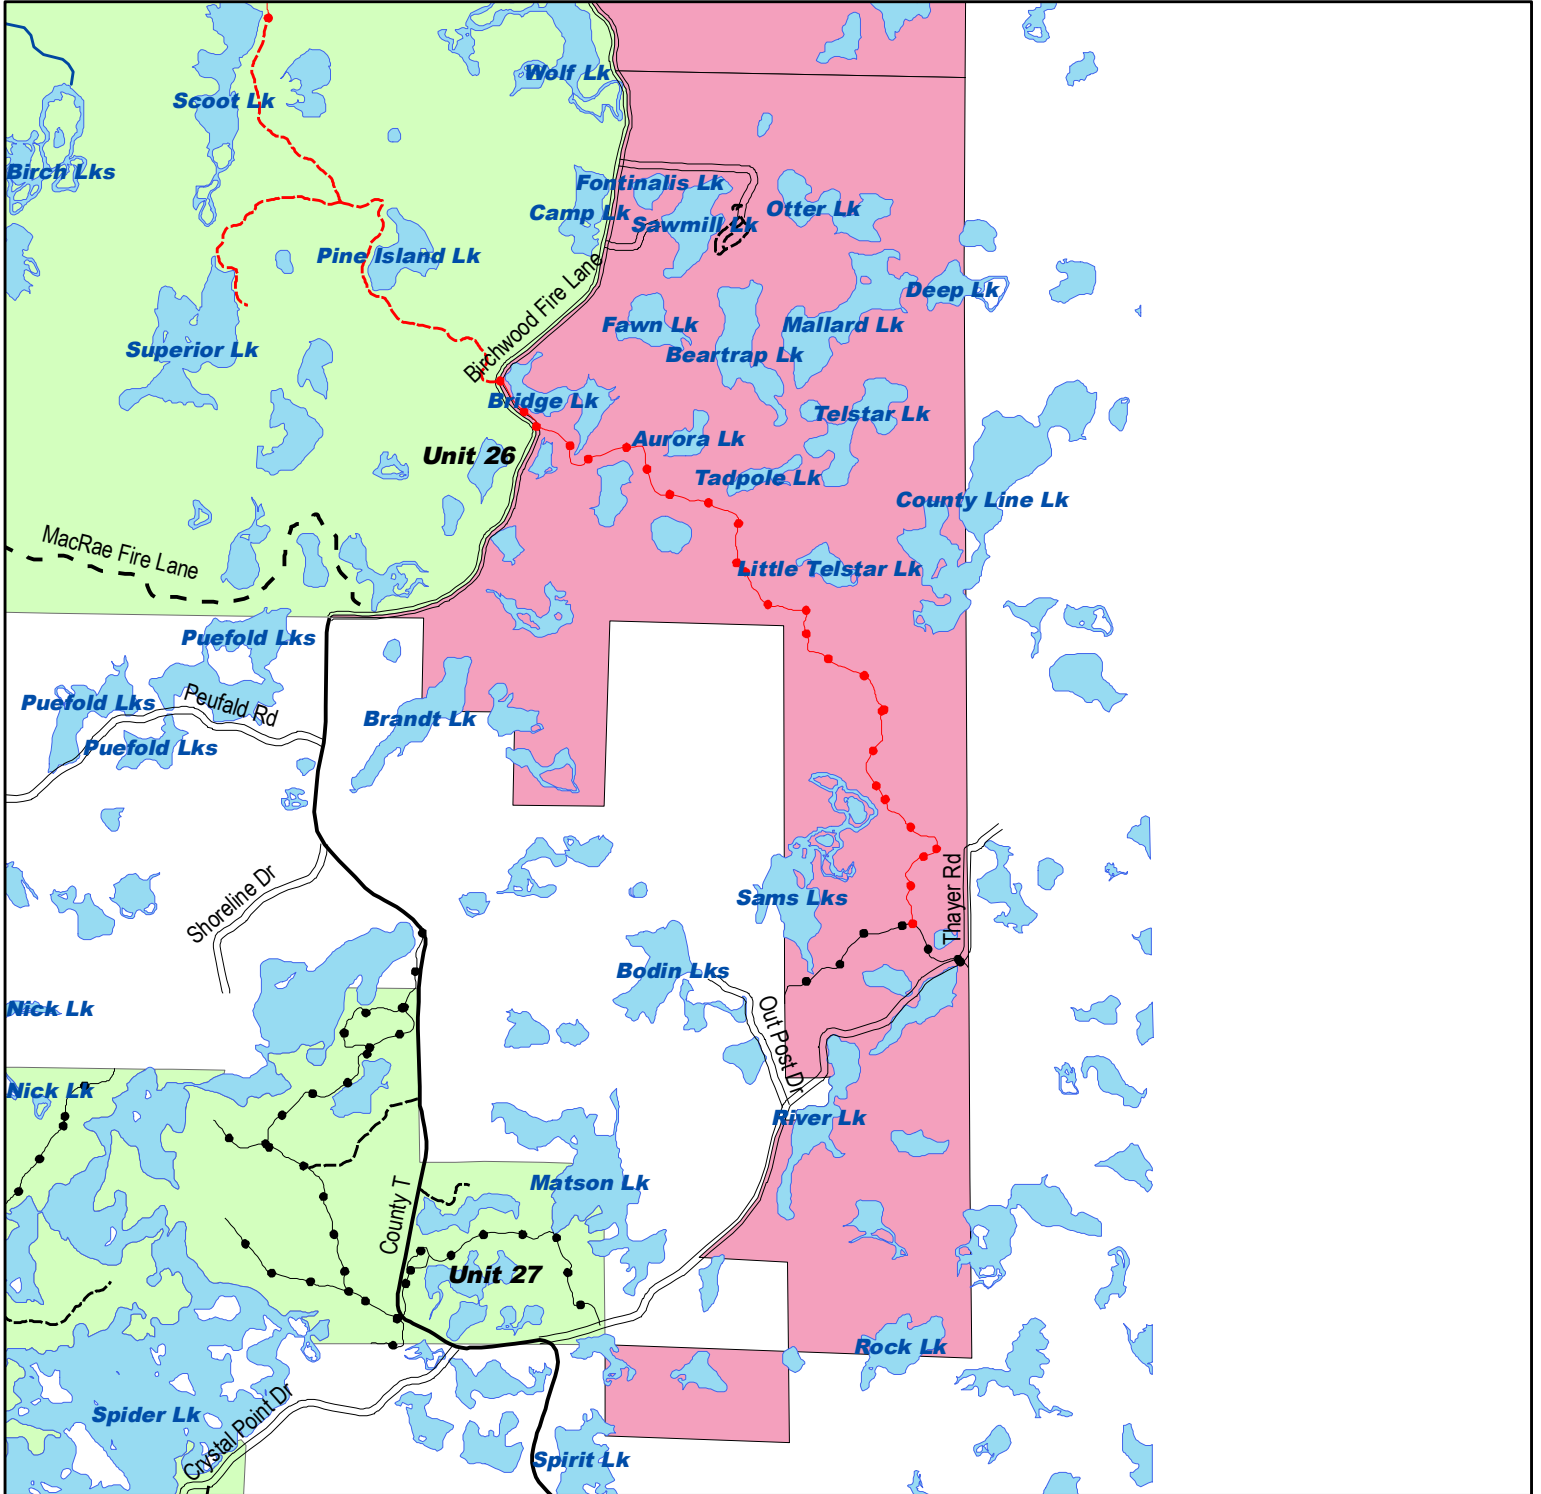 Wolf Lk
Scoot Lk
Birch Lks
Fontinalis Lk
Camp Lk
Sawmill Lk
Otter Lk
Pine Island Lk
Birchwood Fire Lane
Deep Lk
Fawn Lk
Mallard Lk
Superior Lk
Beartrap Lk
Bridge Lk
Telstar Lk
Aurora Lk
Unit 26
Tadpole Lk
County Line Lk
MacRae Fire Lane
Little Telstar Lk
Puefold Lks
Puefold Lks
Peufald Rd
Brandt Lk
Puefold Lks
Shoreline Dr
Sams Lks
Thayer Rd
Bodin Lks
Nick Lk
Out Post Dr
Nick Lk
River Lk
Matson Lk
County T
Unit 27
Rock Lk
Spider Lk
Crystal Point Dr
Spirit Lk